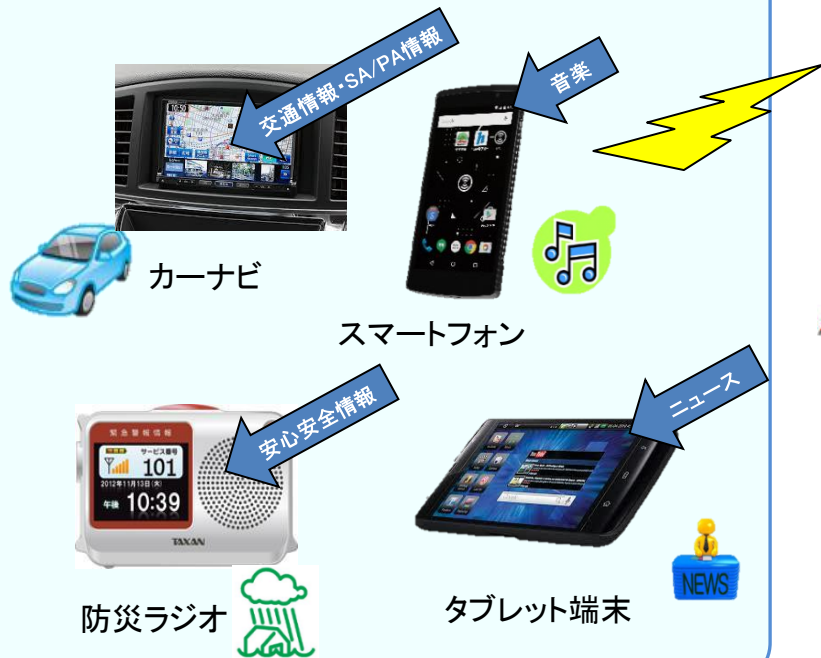 交通情報・SA/PA情報
音楽
10:50
カーナビ
スマートフォン
安心安全情報
ニュース
緊急警報情報
サービス番号
101
2012年11月13日(火)
午後 10:39
TAXAN
NEWS
防災ラジオ
タブレット端末